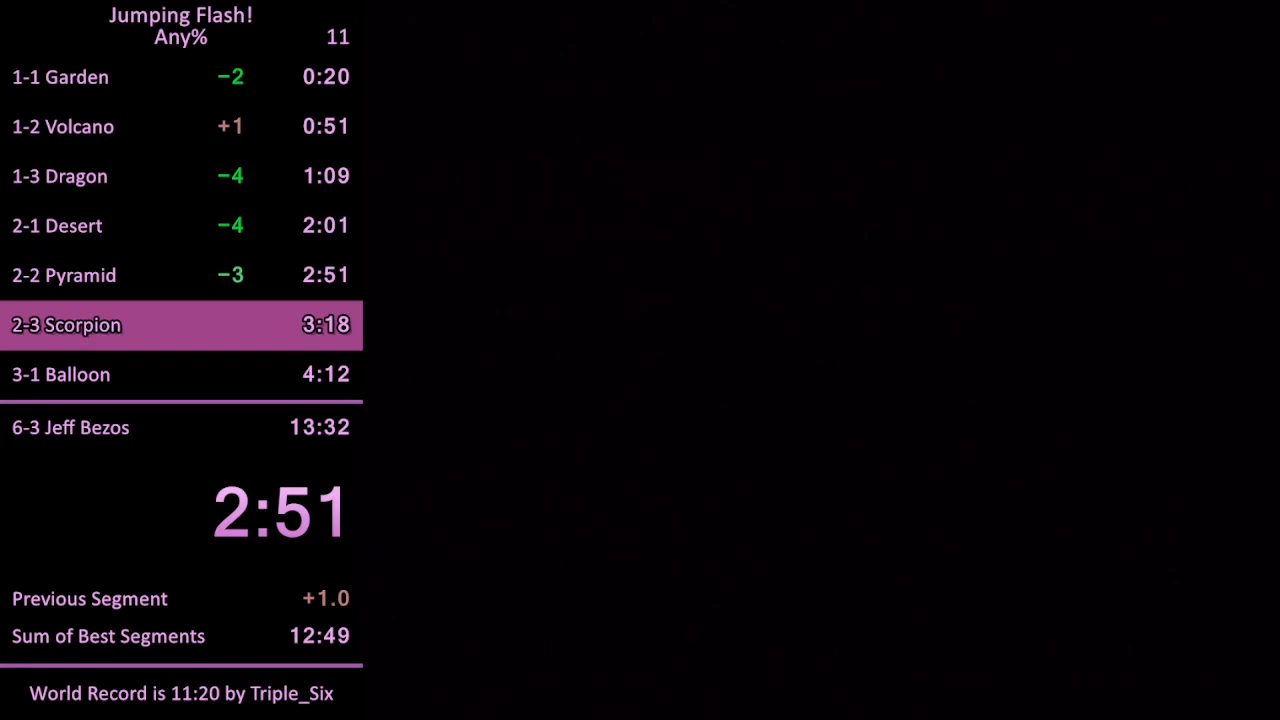 Jumping Flash!
Any% 11
1-1 Garden −2 0:20
1-2 Volcano +1 0:51
1-3 Dragon −4 1:09
2-1 Desert −4 2:01
2-2 Pyramid −3 2:51
2-3 Scorpion 3:18
3-1 Balloon 4:12
6-3 Jeff Bezos 13:32
2:51
Previous Segment +1.0
Sum of Best Segments 12:49
World Record is 11:20 by Triple_Six